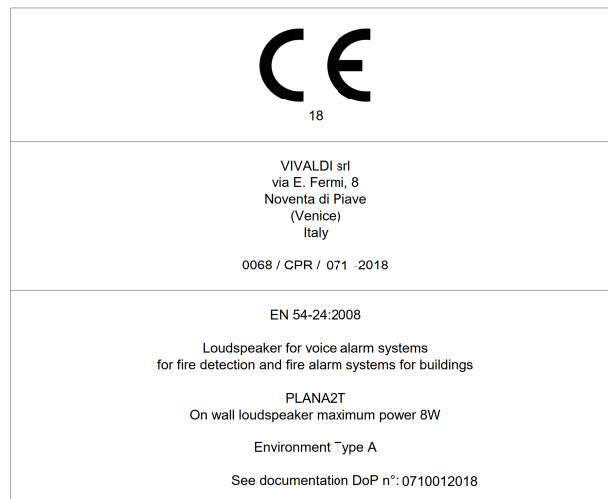 CE
18
VIVALDI srl
via E. Fermi, 8
Noventa di Piave
(Venice)
Italy
0068 / CPR / 071 -2018
EN 54-24:2008
Loudspeaker for voice alarm systems
for fire detection and fire alarm systems for buildings
PLANA2T
On wall loudspeaker maximum power 8W
Environment Type A
See documentation DoP n°: 0710012018